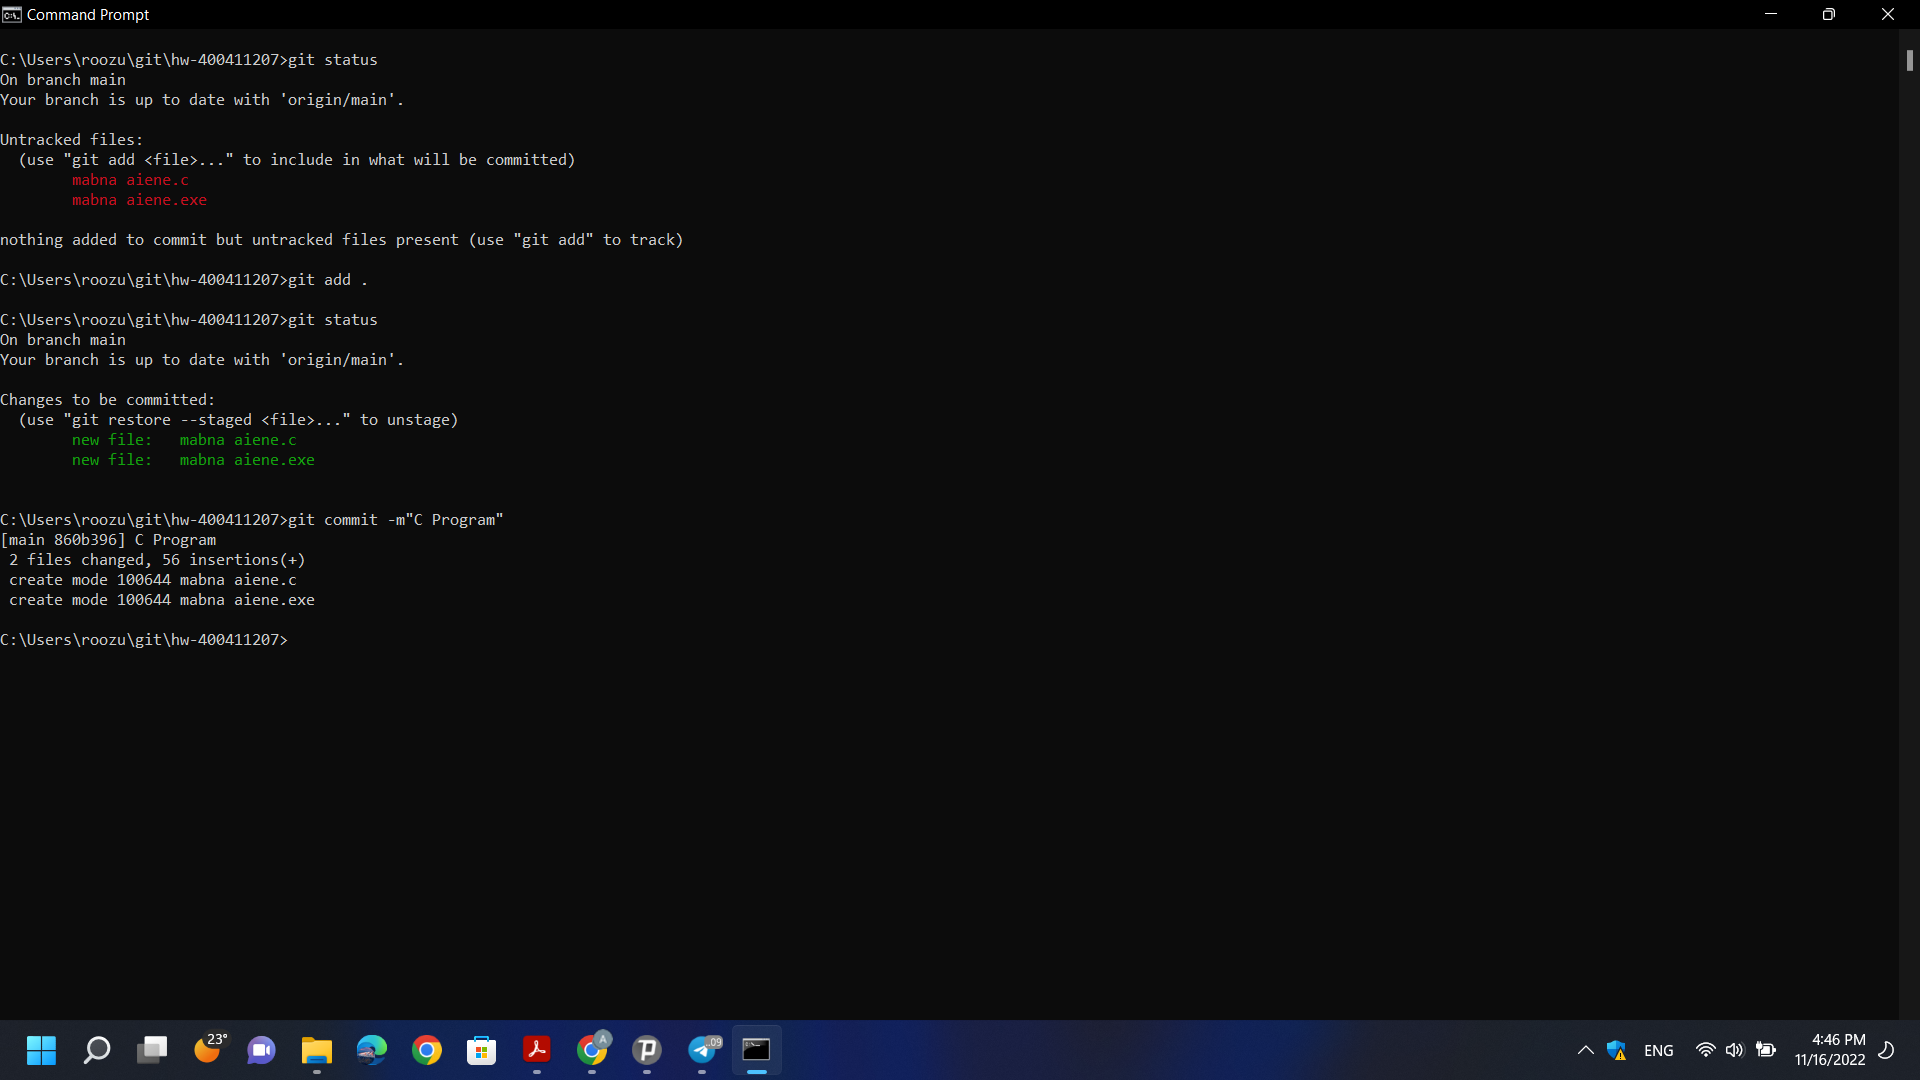 Command Prompt
C:\Users\roozu\git\hw-400411207>git status
On branch main
Your branch is up to date with 'origin/main'.
Untracked files:
  (use "git add <file>..." to include in what will be committed)
        mabna aiene.c
        mabna aiene.exe
nothing added to commit but untracked files present (use "git add" to track)
C:\Users\roozu\git\hw-400411207>git add .
C:\Users\roozu\git\hw-400411207>git status
On branch main
Your branch is up to date with 'origin/main'.
Changes to be committed:
  (use "git restore --staged <file>..." to unstage)
        new file:   mabna aiene.c
        new file:   mabna aiene.exe
C:\Users\roozu\git\hw-400411207>git commit -m"C Program"
[main 860b396] C Program
 2 files changed, 56 insertions(+)
 create mode 100644 mabna aiene.c
 create mode 100644 mabna aiene.exe
C:\Users\roozu\git\hw-400411207>
23°
A
..09
ENG
4:46 PM
11/16/2022